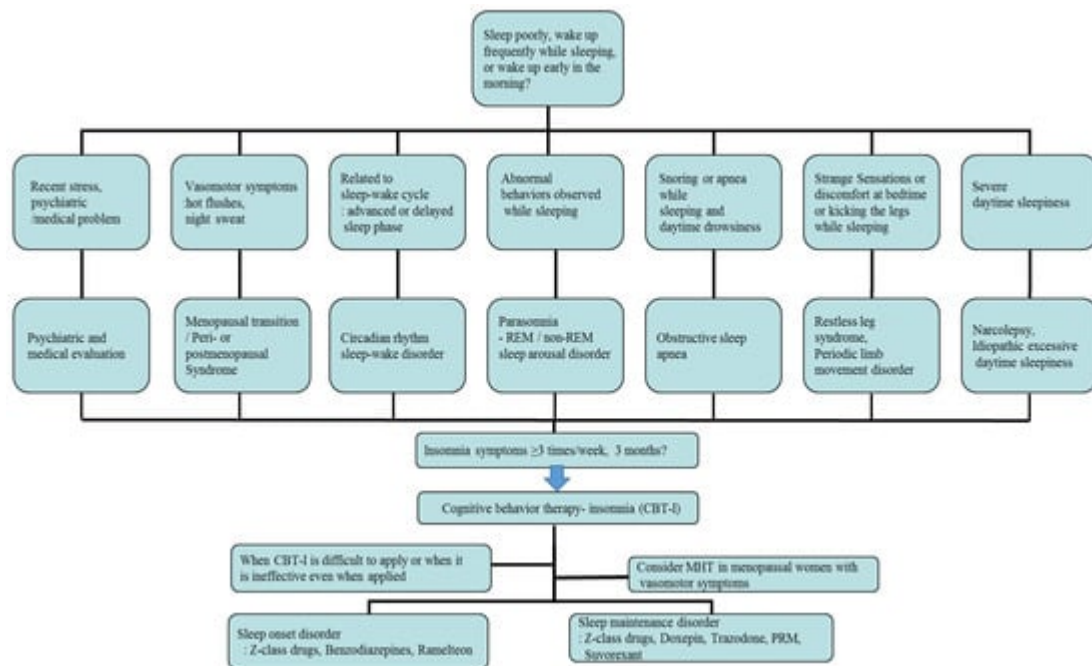 Sleep poorly, wake up
frequently while sleeping,
or wake up early in the
morning?
Recent stress,
psychiatric
/medical problem
Vasomotor symptoms
hot flushes,
night sweat
Related to
sleep-wake cycle
: advanced or delayed
sleep phase
Abnormal
behaviors observed
while sleeping
Snoring or apnea
while
sleeping and
daytime drowsiness
Strange Sensations or
discomfort at bedtime
or kicking the legs
while sleeping
Severe
daytime sleepiness
Psychiatric and
medical evaluation
Menopausal transition
/ Peri- or
postmenopausal
Syndrome
Circadian rhythm
sleep-wake disorder
Parasomnia
- REM / non-REM
sleep arousal disorder
Obstructive sleep
apnea
Restless leg
syndrome,
Periodic limb
movement disorder
Narcolepsy,
Idiopathic excessive
daytime sleepiness
Insomnia symptoms ≥3 times/week, 3 months?
Cognitive behavior therapy- insomnia (CBT-I)
When CBT-I is difficult to apply or when it
is ineffective even when applied
Consider MHT in menopausal women with
vasomotor symptoms
Sleep onset disorder
: Z-class drugs, Benzodiazepines, Ramelteon
Sleep maintenance disorder
: Z-class drugs, Doxepin, Trazodone, PRM,
Suvorexant